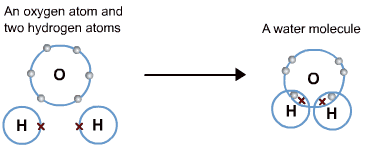 An oxygen atom and
two hydrogen atoms
A water molecule
O
H H
O
H H